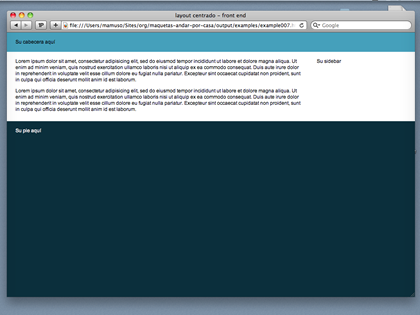 layout centrado – front end
file:///Users/mamuso/Sites/org/maquetas-andar-por-casa/output/examples/example007.
Google
Su cabecera aquí
Lorem ipsum dolor sit amet, consectetur adipisicing elit, sed do eiusmod tempor incididunt ut labore et dolore magna aliqua. Ut
enim ad minim veniam, quis nostrud exercitation ullamco laboris nisi ut aliquip ex ea commodo consequat. Duis aute irure dolor
in reprehenderit in voluptate velit esse cillum dolore eu fugiat nulla pariatur. Excepteur sint occaecat cupidatat non proident, sunt
in culpa qui officia deserunt mollit anim id est laborum.
Su sidebar
Lorem ipsum dolor sit amet, consectetur adipisicing elit, sed do eiusmod tempor incididunt ut labore et dolore magna aliqua. Ut
enim ad minim veniam, quis nostrud exercitation ullamco laboris nisi ut aliquip ex ea commodo consequat. Duis aute irure dolor
in reprehenderit in voluptate velit esse cillum dolore eu fugiat nulla pariatur. Excepteur sint occaecat cupidatat non proident, sunt
in culpa qui officia deserunt mollit anim id est laborum.
Su pie aquí